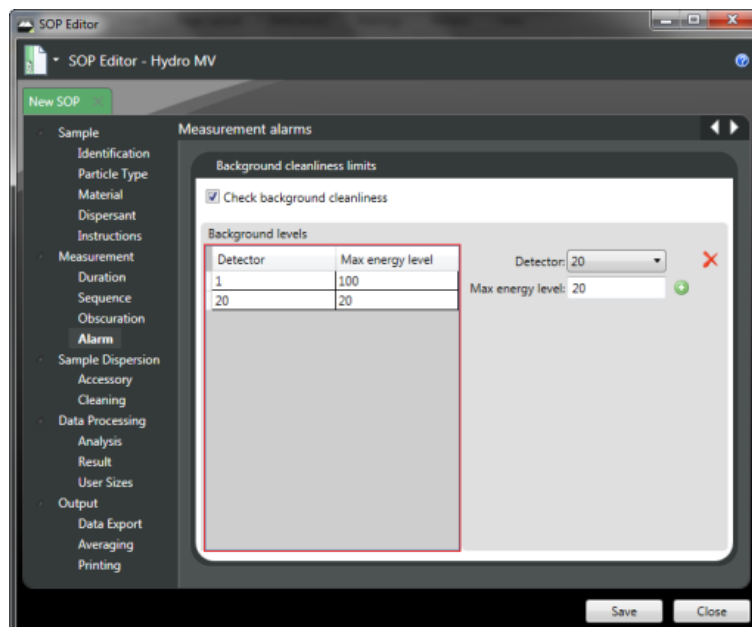 SOP Editor
SOP Editor - Hydro MV
New SOP
Sample
Identification
Particle Type
Material
Dispersant
Instructions
Measurement
Duration
Sequence
Obscuration
Alarm
Sample Dispersion
Accessory
Cleaning
Data Processing
Analysis
Result
User Sizes
Output
Data Export
Averaging
Printing
Measurement alarms
Background cleanliness limits
Check background cleanliness
Background levels
Detector Max energy level
1 100
20 20
Detector: 20
Max energy level: 20
Save Close